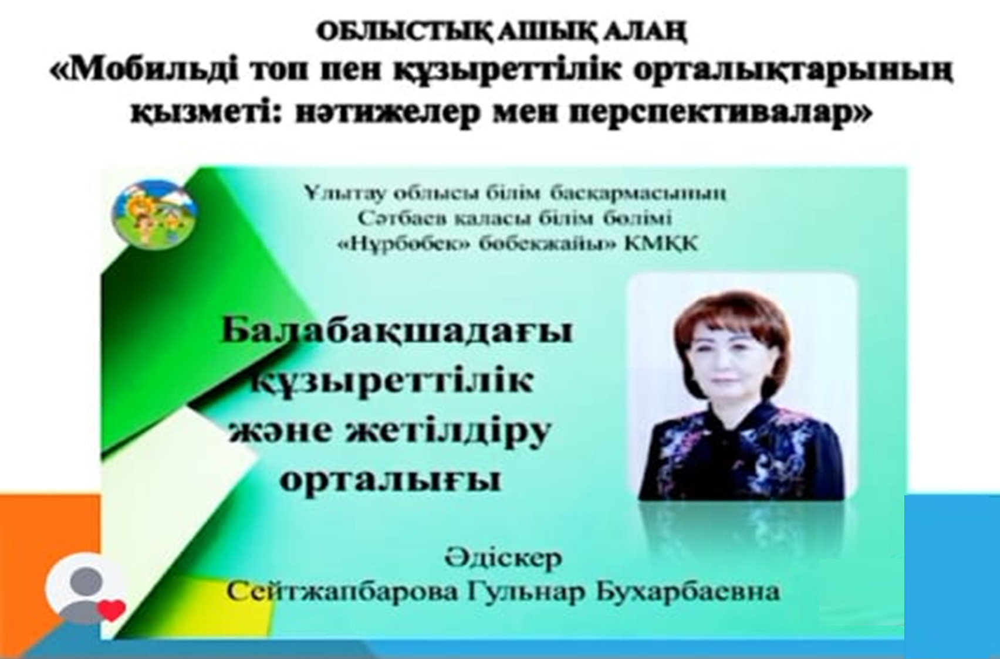 ОБЛЫСТЫҚ АШЫҚ АЛАҢ
«Мобильді топ пен құзыреттілік орталықтарының
қызметі: нәтижелер мен перспективалар»
Ұлытау облысы білім басқармасының
Сәтбаев қаласы білім бөлімі
«Нұрбөбек» бөбекжайы» КМҚК
Балабақшадағы
құзыреттілік
және жетілдіру
орталығы
Әдіскер
Сейтжапбарова Гульнар Бухарбаевна